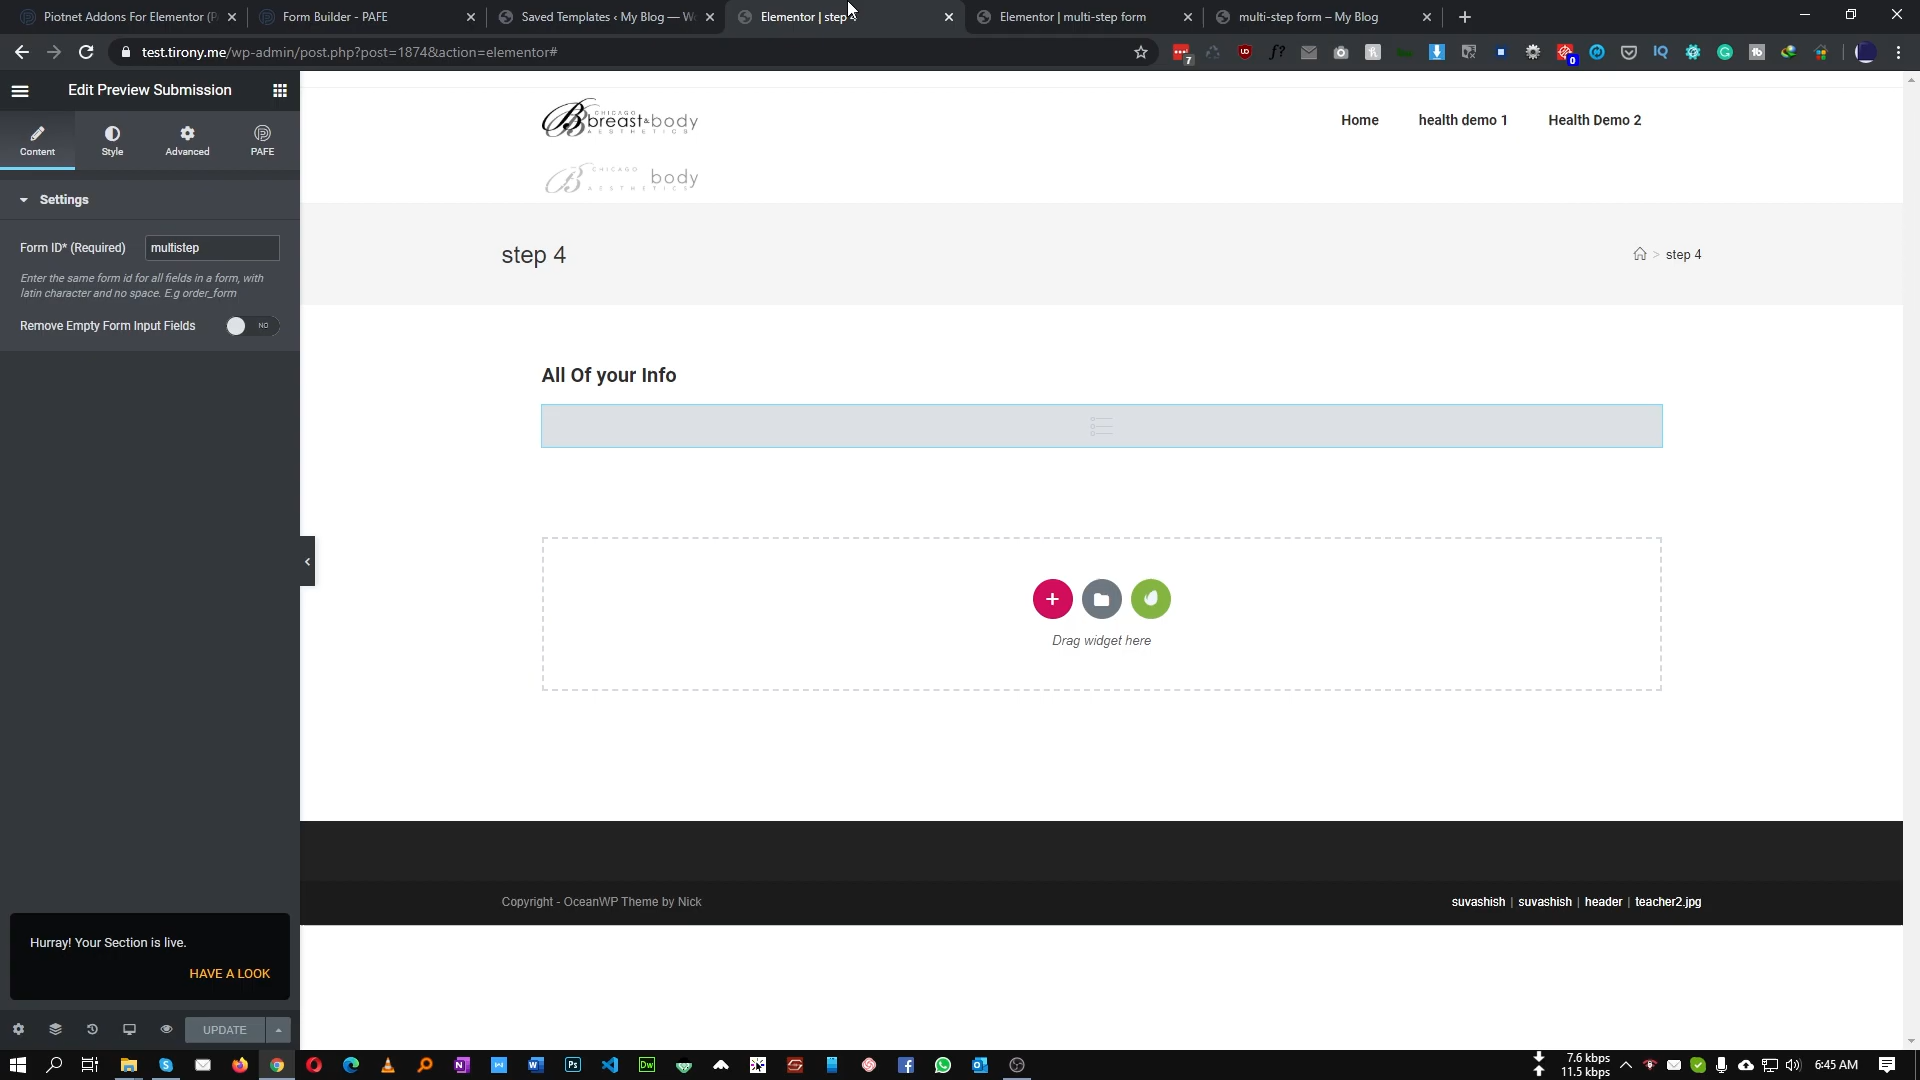 Piotnet Addons For Elementor (P
Form Builder - PAFE
Saved Templates ‹ My Blog — W
Elementor | step
Elementor | multi-step form
multi-step form – My Blog
test.tirony.me/wp-admin/post.php?post=1874&action=elementor#
Edit Preview Submission
Content
Style
Advanced
PAFE
Settings
Form ID* (Required)
multistep
Enter the same form id for all fields in a form, with
latin character and no space. E.g order_form
Remove Empty Form Input Fields
NO
CHICAGO
breast&body
AESTHETICS
Home
health demo 1
Health Demo 2
CHICAGO
body
AESTHETICS
step 4
> step 4
All Of your Info
Drag widget here
Copyright - OceanWP Theme by Nick
suvashish | suvashish | header | teacher2.jpg
Hurray! Your Section is live.
HAVE A LOOK
UPDATE
7.6 kbps
11.5 kbps
6:45 AM